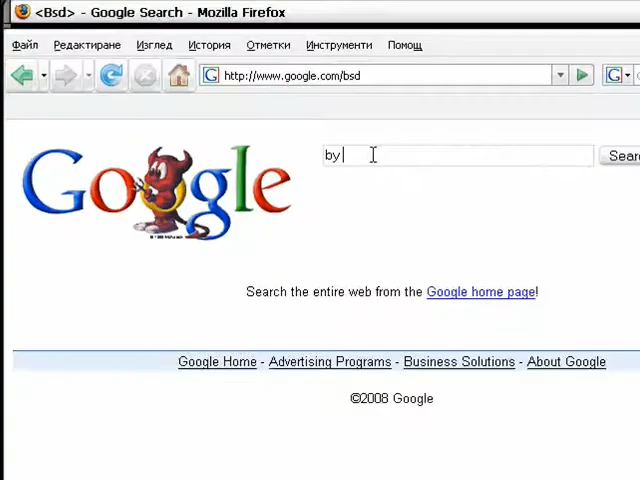 <Bsd> - Google Search - Mozilla Firefox
Файл Редактиране Изглед История Отметки Инструменти Помощ
G http://www.google.com/bsd G
Google by Sear
Search the entire web from the Google home page!
Google Home - Advertising Programs - Business Solutions - About Google
©2008 Google